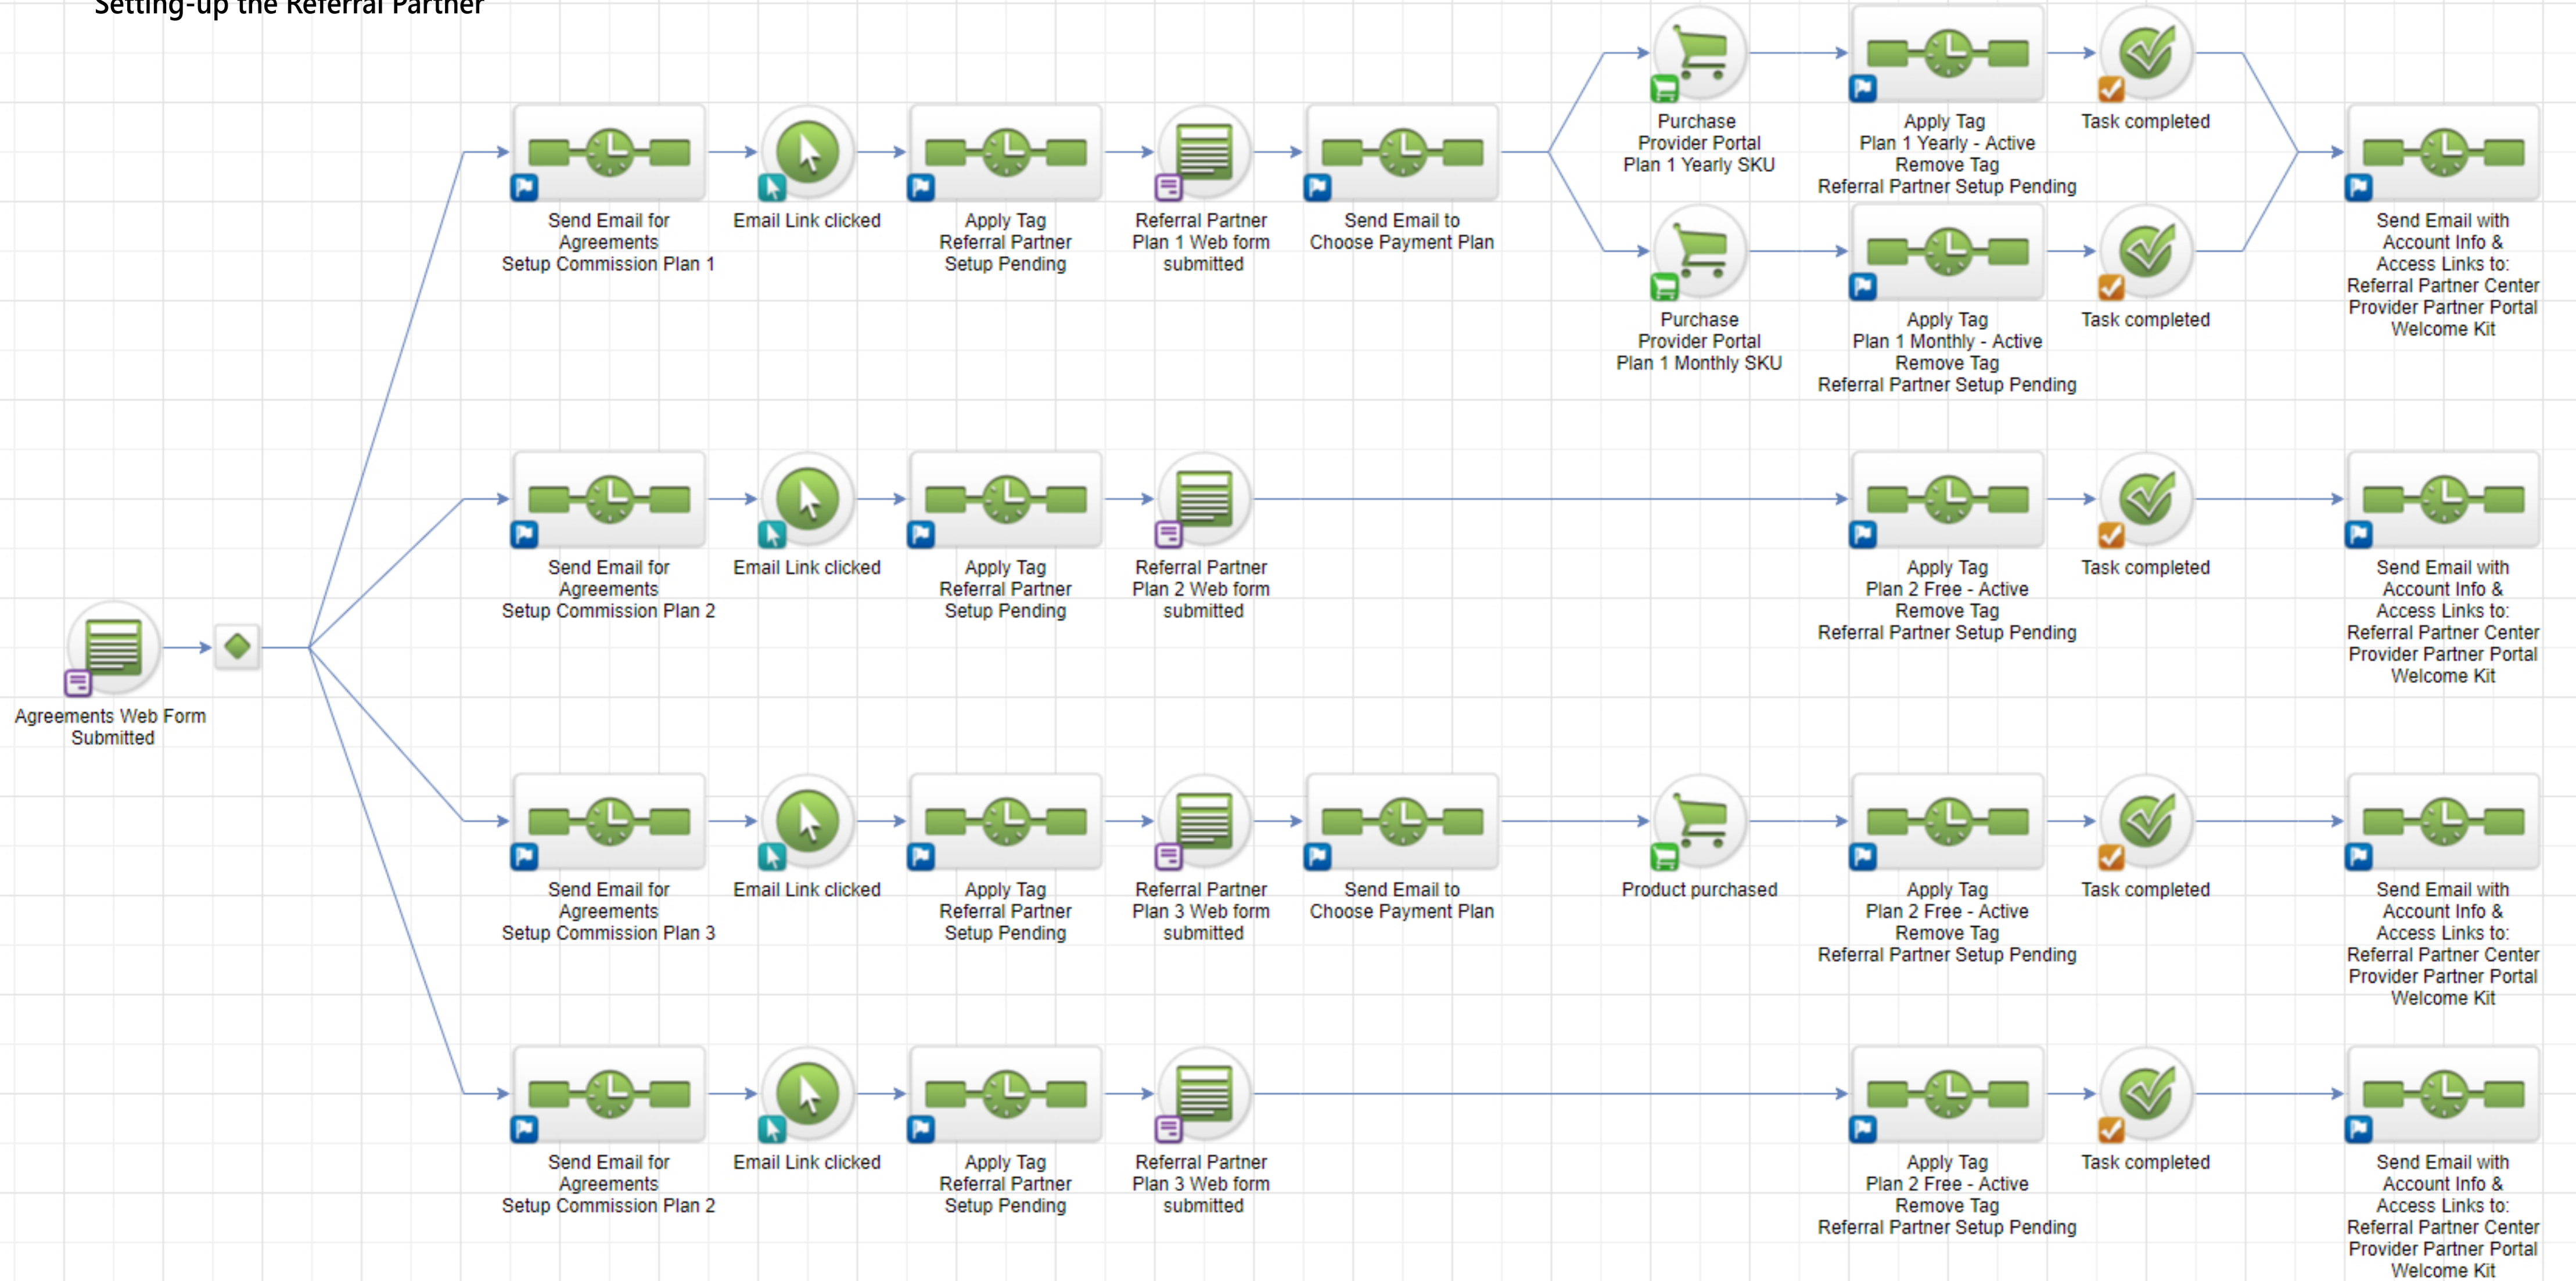 Setting-up the Referral Partner
Purchase
Provider Portal
Plan 1 Yearly SKU
Apply Tag
Plan 1 Yearly - Active
Remove Tag
Referral Partner Setup Pending
Task completed
Send Email for
Agreements
Setup Commission Plan 1
Email Link clicked
Apply Tag
Referral Partner
Setup Pending
Referral Partner
Plan 1 Web form
submitted
Send Email to
Choose Payment Plan
Send Email with
Account Info &
Access Links to:
Referral Partner Center
Provider Partner Portal
Welcome Kit
Purchase
Provider Portal
Plan 1 Monthly SKU
Apply Tag
Plan 1 Monthly - Active
Remove Tag
Referral Partner Setup Pending
Task completed
Send Email for
Agreements
Setup Commission Plan 2
Email Link clicked
Apply Tag
Referral Partner
Setup Pending
Referral Partner
Plan 2 Web form
submitted
Apply Tag
Plan 2 Free - Active
Remove Tag
Referral Partner Setup Pending
Task completed
Send Email with
Account Info &
Access Links to:
Referral Partner Center
Provider Partner Portal
Welcome Kit
Agreements Web Form
Submitted
Send Email for
Agreements
Setup Commission Plan 3
Email Link clicked
Apply Tag
Referral Partner
Setup Pending
Referral Partner
Plan 3 Web form
submitted
Send Email to
Choose Payment Plan
Product purchased
Apply Tag
Plan 2 Free - Active
Remove Tag
Referral Partner Setup Pending
Task completed
Send Email with
Account Info &
Access Links to:
Referral Partner Center
Provider Partner Portal
Welcome Kit
Send Email for
Agreements
Setup Commission Plan 2
Email Link clicked
Apply Tag
Referral Partner
Setup Pending
Referral Partner
Plan 3 Web form
submitted
Apply Tag
Plan 2 Free - Active
Remove Tag
Referral Partner Setup Pending
Task completed
Send Email with
Account Info &
Access Links to:
Referral Partner Center
Provider Partner Portal
Welcome Kit